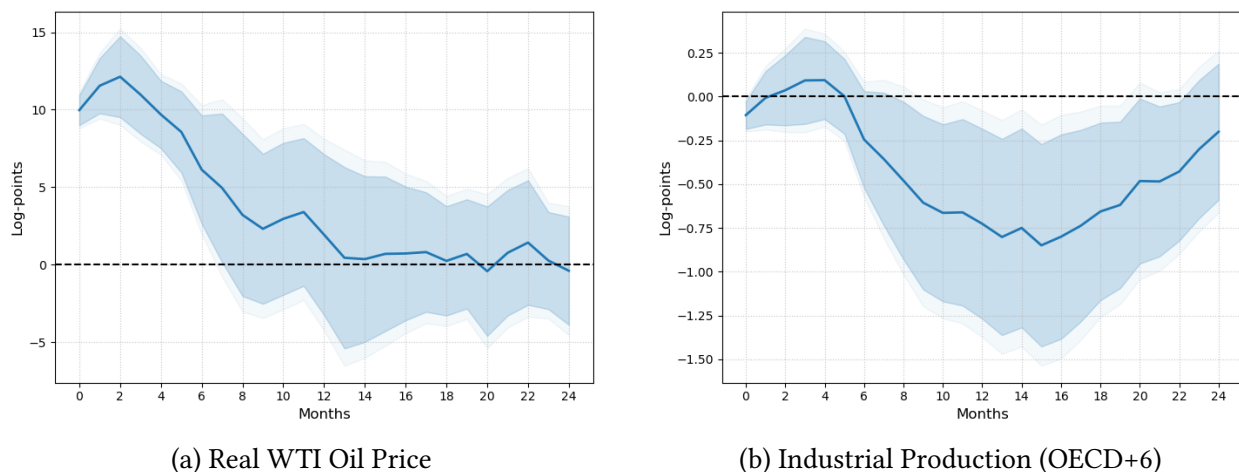 15
10
5
0
−5
Log-points
0 2 4 6 8 10 12 14 16 18 20 22 24
Months
(a) Real WTI Oil Price
0.25
0.00
−0.25
−0.50
−0.75
−1.00
−1.25
−1.50
Log-points
0 2 4 6 8 10 12 14 16 18 20 22 24
Months
(b) Industrial Production (OECD+6)